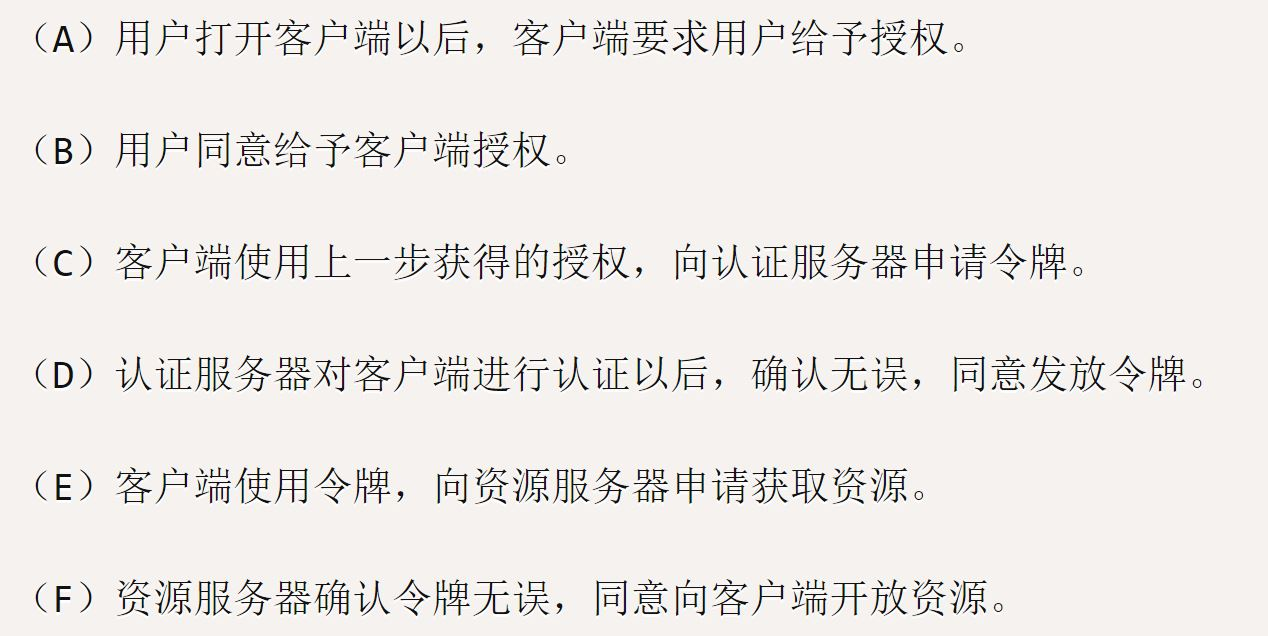 （A）用户打开客户端以后，客户端要求用户给予授权。
（B）用户同意给予客户端授权。
（C）客户端使用上一步获得的授权，向认证服务器申请令牌。
（D）认证服务器对客户端进行认证以后，确认无误，同意发放令牌。
（E）客户端使用令牌，向资源服务器申请获取资源。
（F）资源服务器确认令牌无误，同意向客户端开放资源。